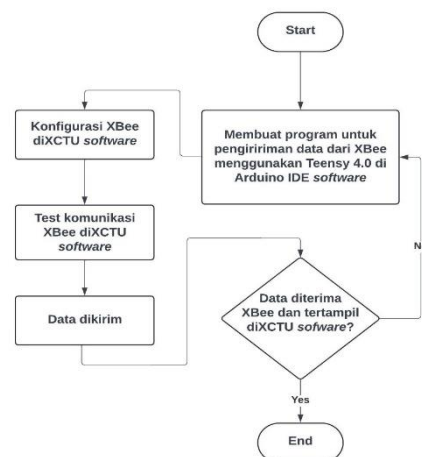 Start
Membuat program untuk
pengiririman data dari XBee
menggunakan Teensy 4.0 di
Arduino IDE software
Konfigurasi XBee
diXCTU software
Test komunikasi
XBee diXCTU
software
Data dikirim
Data diterima
XBee dan tertampil
diXCTU sofware?
N
Yes
End